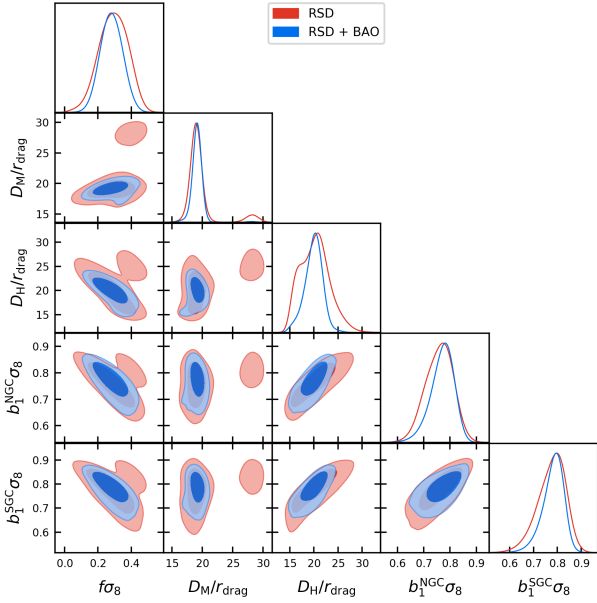 RSD
RSD + BAO
30
25
20
15
D_M/r_drag
30
25
20
15
D_H/r_drag
0.9
0.8
0.7
0.6
b_1^NGC σ_8
0.9
0.8
0.7
0.6
b_1^SGC σ_8
0.0 0.2 0.4 15 20 25 30 15 20 25 30 0.6 0.7 0.8 0.9 0.6 0.7 0.8 0.9
fσ_8 D_M/r_drag D_H/r_drag b_1^NGC σ_8 b_1^SGC σ_8